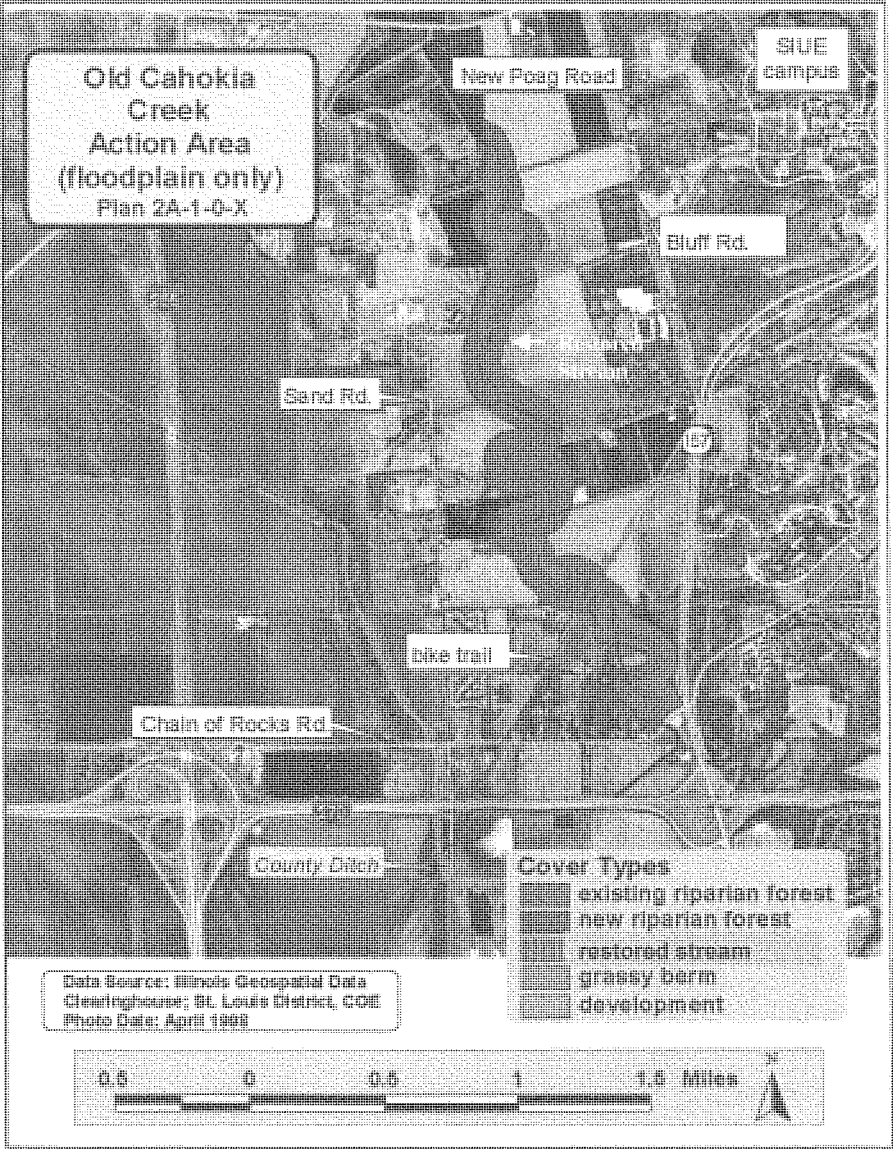 Old Cahokia
Creek
Action Area
(floodplain only)
Plan 2A-1-0-X
New Poag Road
SIUE
campus
Bluff Rd.
Sand Rd.
157
bike trail
Chain of Rocks Rd
County Ditch
Cover Types
existing riparian forest
new riparian forest
restored stream
grassy berm
development
Data Source: Illinois Geospatial Data
Clearinghouse; St. Louis District, COE
Photo Date: April 1998
0.5 0 0.5 1 1.5 Miles
N